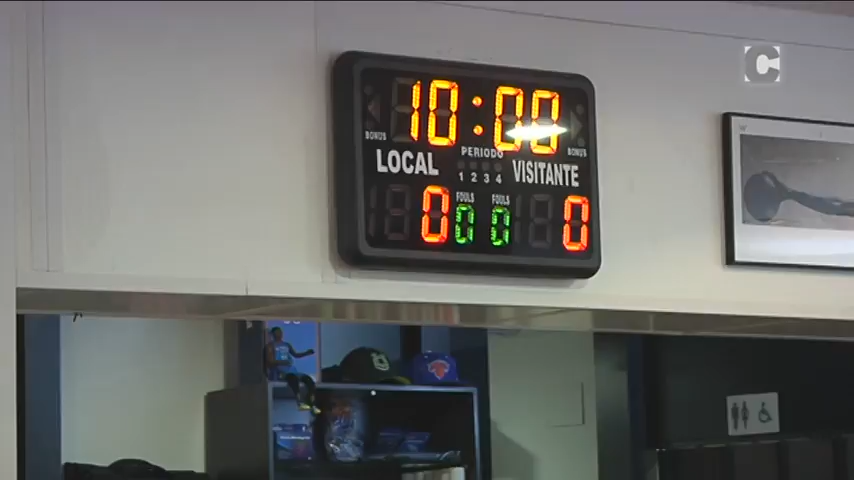 C
10:00
BONUS
BONUS
PERIODO
LOCAL
VISITANTE
1 2 3 4
FOULS FOULS
0 0 0 0